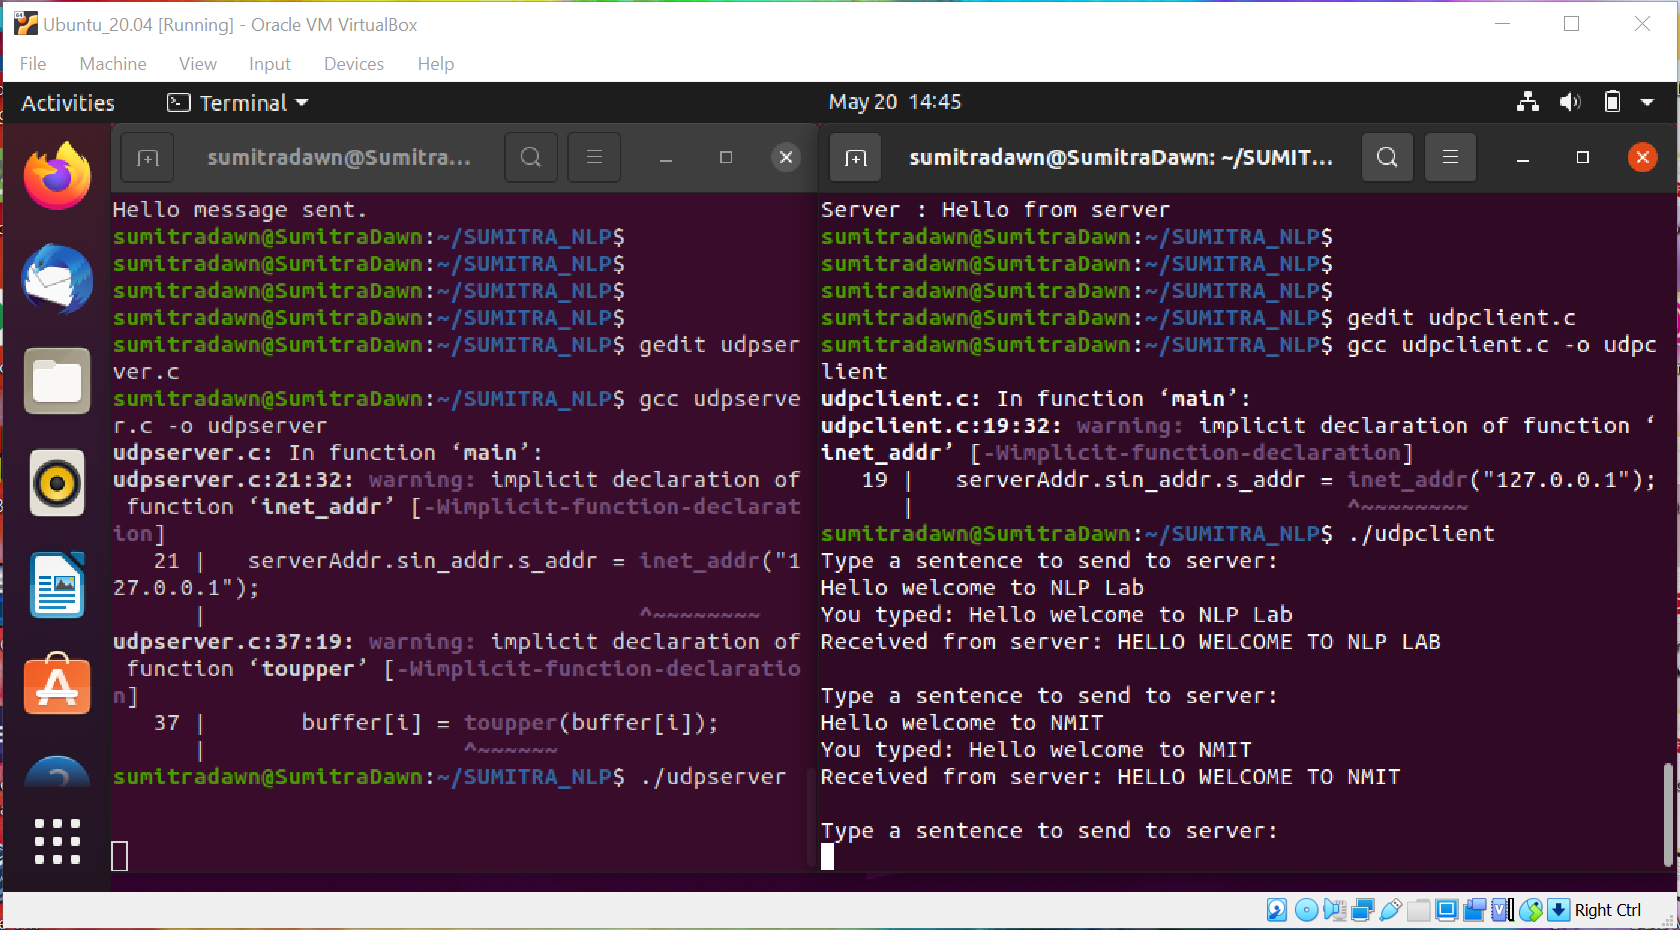 Ubuntu_20.04 [Running] - Oracle VM VirtualBox
File Machine View Input Devices Help
Activities Terminal May 20 14:45
sumitradawn@Sumitra...
Hello message sent.
sumitradawn@SumitraDawn:~/SUMITRA_NLP$
sumitradawn@SumitraDawn:~/SUMITRA_NLP$
sumitradawn@SumitraDawn:~/SUMITRA_NLP$
sumitradawn@SumitraDawn:~/SUMITRA_NLP$
sumitradawn@SumitraDawn:~/SUMITRA_NLP$ gedit udpser
ver.c
sumitradawn@SumitraDawn:~/SUMITRA_NLP$ gcc udpserve
r.c -o udpserver
udpserver.c: In function ‘main’:
udpserver.c:21:32: warning: implicit declaration of
 function ‘inet_addr’ [-Wimplicit-function-declarat
ion]
   21 |   serverAddr.sin_addr.s_addr = inet_addr("1
27.0.0.1");
      |                                ^~~~~~~~~
udpserver.c:37:19: warning: implicit declaration of
 function ‘toupper’ [-Wimplicit-function-declaratio
n]
   37 |       buffer[i] = toupper(buffer[i]);
      |                   ^~~~~~~
sumitradawn@SumitraDawn:~/SUMITRA_NLP$ ./udpserver
sumitradawn@SumitraDawn: ~/SUMIT...
Server : Hello from server
sumitradawn@SumitraDawn:~/SUMITRA_NLP$
sumitradawn@SumitraDawn:~/SUMITRA_NLP$
sumitradawn@SumitraDawn:~/SUMITRA_NLP$
sumitradawn@SumitraDawn:~/SUMITRA_NLP$ gedit udpclient.c
sumitradawn@SumitraDawn:~/SUMITRA_NLP$ gcc udpclient.c -o udpc
lient
udpclient.c: In function ‘main’:
udpclient.c:19:32: warning: implicit declaration of function ‘
inet_addr’ [-Wimplicit-function-declaration]
   19 |   serverAddr.sin_addr.s_addr = inet_addr("127.0.0.1");
      |                                ^~~~~~~~~
sumitradawn@SumitraDawn:~/SUMITRA_NLP$ ./udpclient
Type a sentence to send to server:
Hello welcome to NLP Lab
You typed: Hello welcome to NLP Lab
Received from server: HELLO WELCOME TO NLP LAB
Type a sentence to send to server:
Hello welcome to NMIT
You typed: Hello welcome to NMIT
Received from server: HELLO WELCOME TO NMIT
Type a sentence to send to server:
Right Ctrl